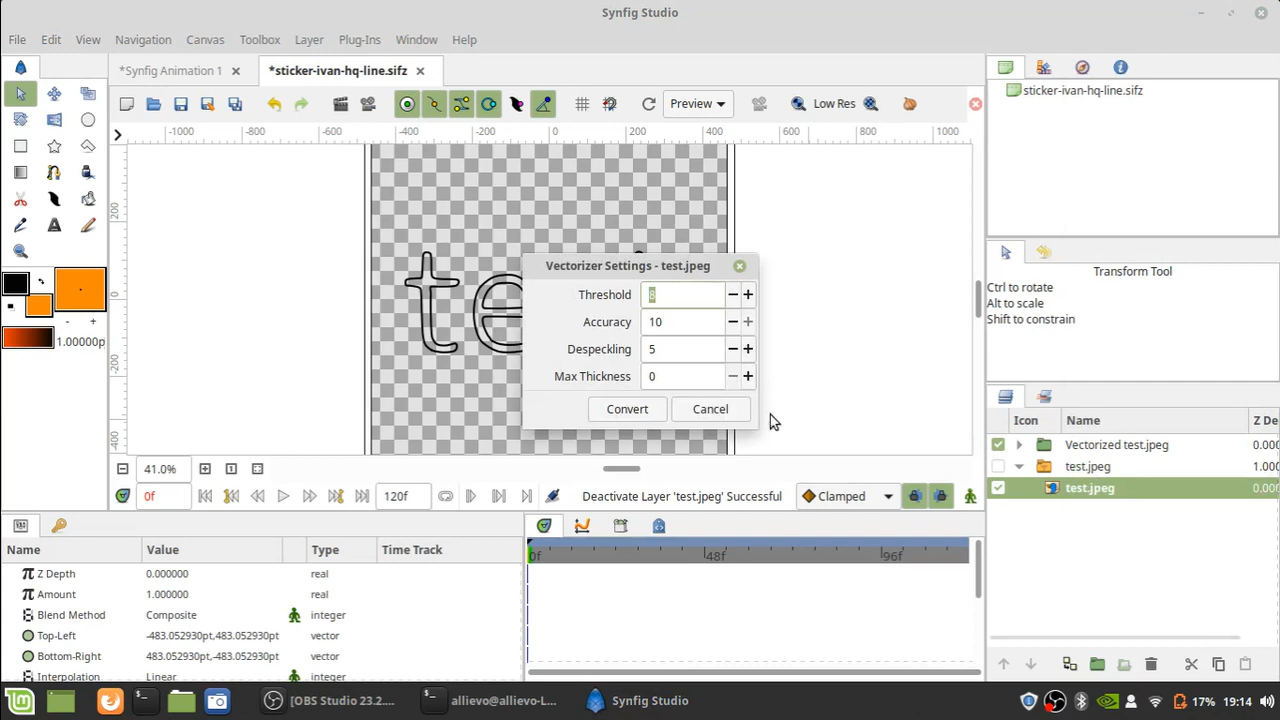 Synfig Studio
File Edit View Navigation Canvas Toolbox Layer Plug-Ins Window Help
*Synfig Animation 1
*sticker-ivan-hq-line.sifz
Preview
Low Res
-1000 -800 -600 -400 -200 0 200 400 600 800 1000
200
0
-200
-400
te
Vectorizer Settings - test.jpeg
Threshold 8
Accuracy 10
Despeckling 5
Max Thickness 0
Convert Cancel
1.00000p
41.0%
0f
120f
Deactivate Layer 'test.jpeg' Successful
Clamped
sticker-ivan-hq-line.sifz
Transform Tool
Ctrl to rotate
Alt to scale
Shift to constrain
Icon Name Z De
Vectorized test.jpeg 0.000
test.jpeg 1.000
test.jpeg 0.000
Name Value Type Time Track
Z Depth 0.000000 real
Amount 1.000000 real
Blend Method Composite integer
Top-Left -483.052930pt,483.052930pt vector
Bottom-Right 483.052930pt,-483.052930pt vector
Interpolation Linear integer
0f 48f 96f
[OBS Studio 23.2....
allievo@allievo-L...
Synfig Studio
17% 19:14